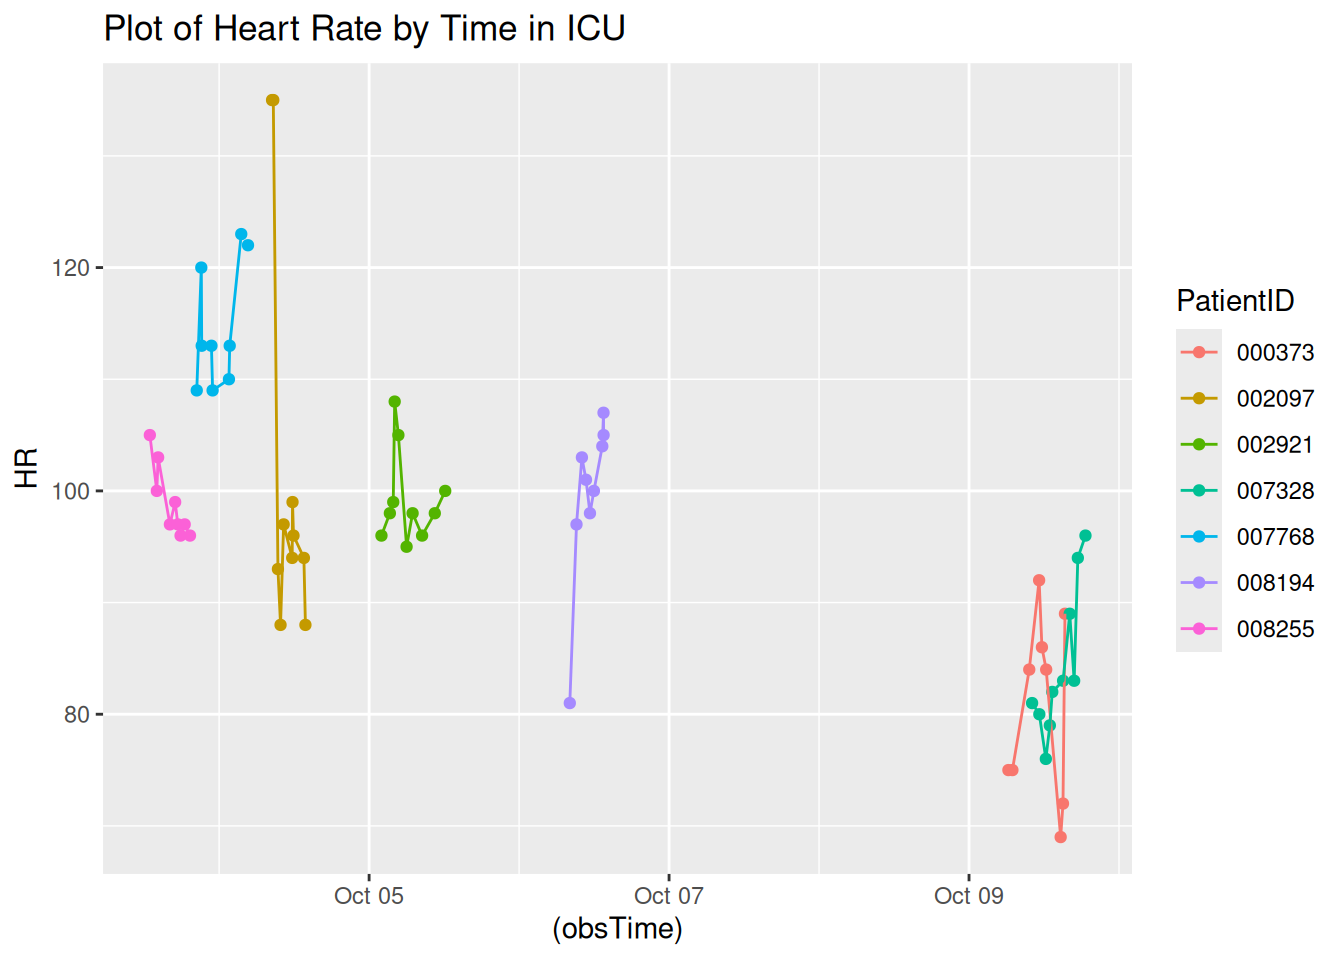 Plot of Heart Rate by Time in ICU
HR
120
100
80
Oct 05
Oct 07
Oct 09
(obsTime)
PatientID
000373
002097
002921
007328
007768
008194
008255